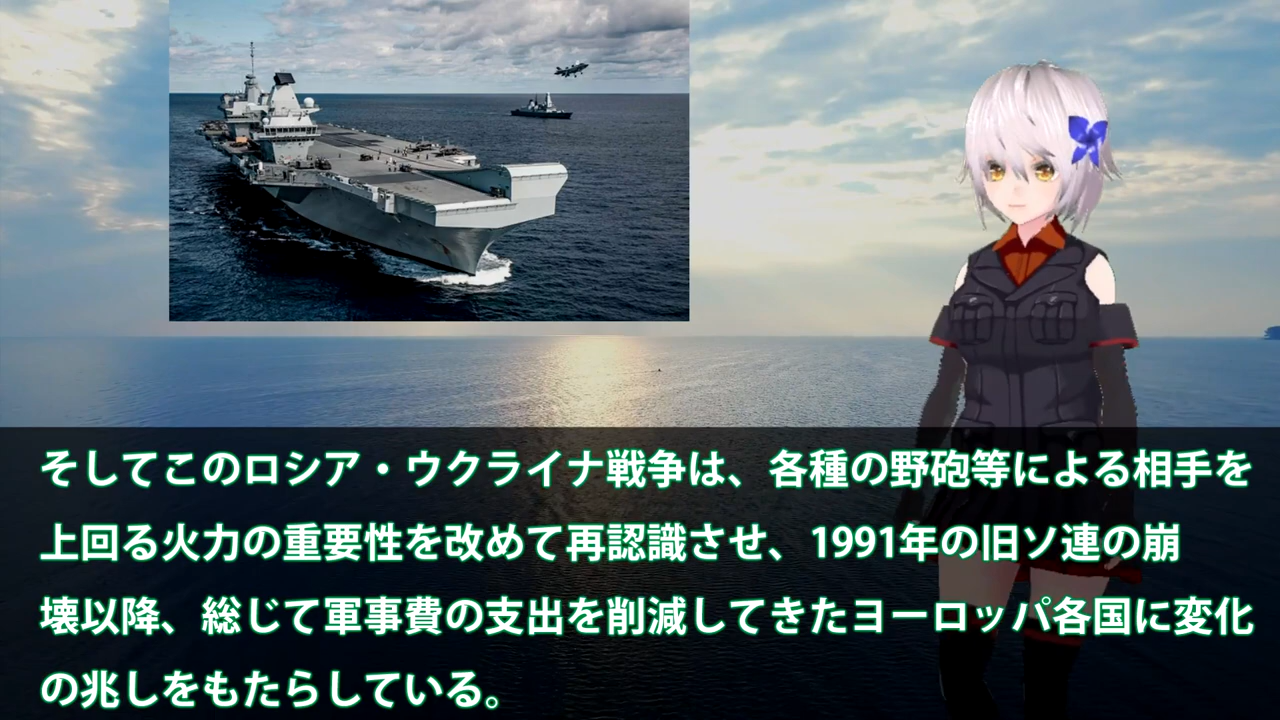 そしてこのロシア・ウクライナ戦争は、各種の野砲等による相手を
上回る火力の重要性を改めて再認識させ、1991年の旧ソ連の崩
壊以降、総じて軍事費の支出を削減してきたヨーロッパ各国に変化
の兆しをもたらしている。